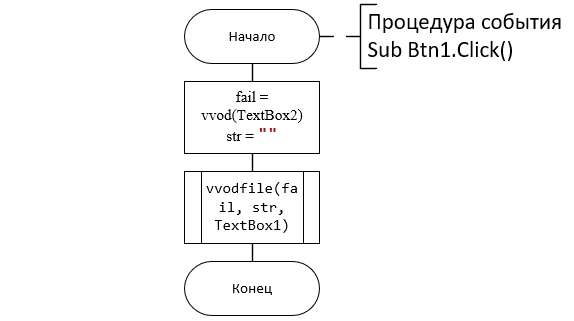 Начало
Процедура события
Sub Btn1.Click()
fail =
vvod(TextBox2)
str = ""
vvodfile(fa
il, str,
TextBox1)
Конец